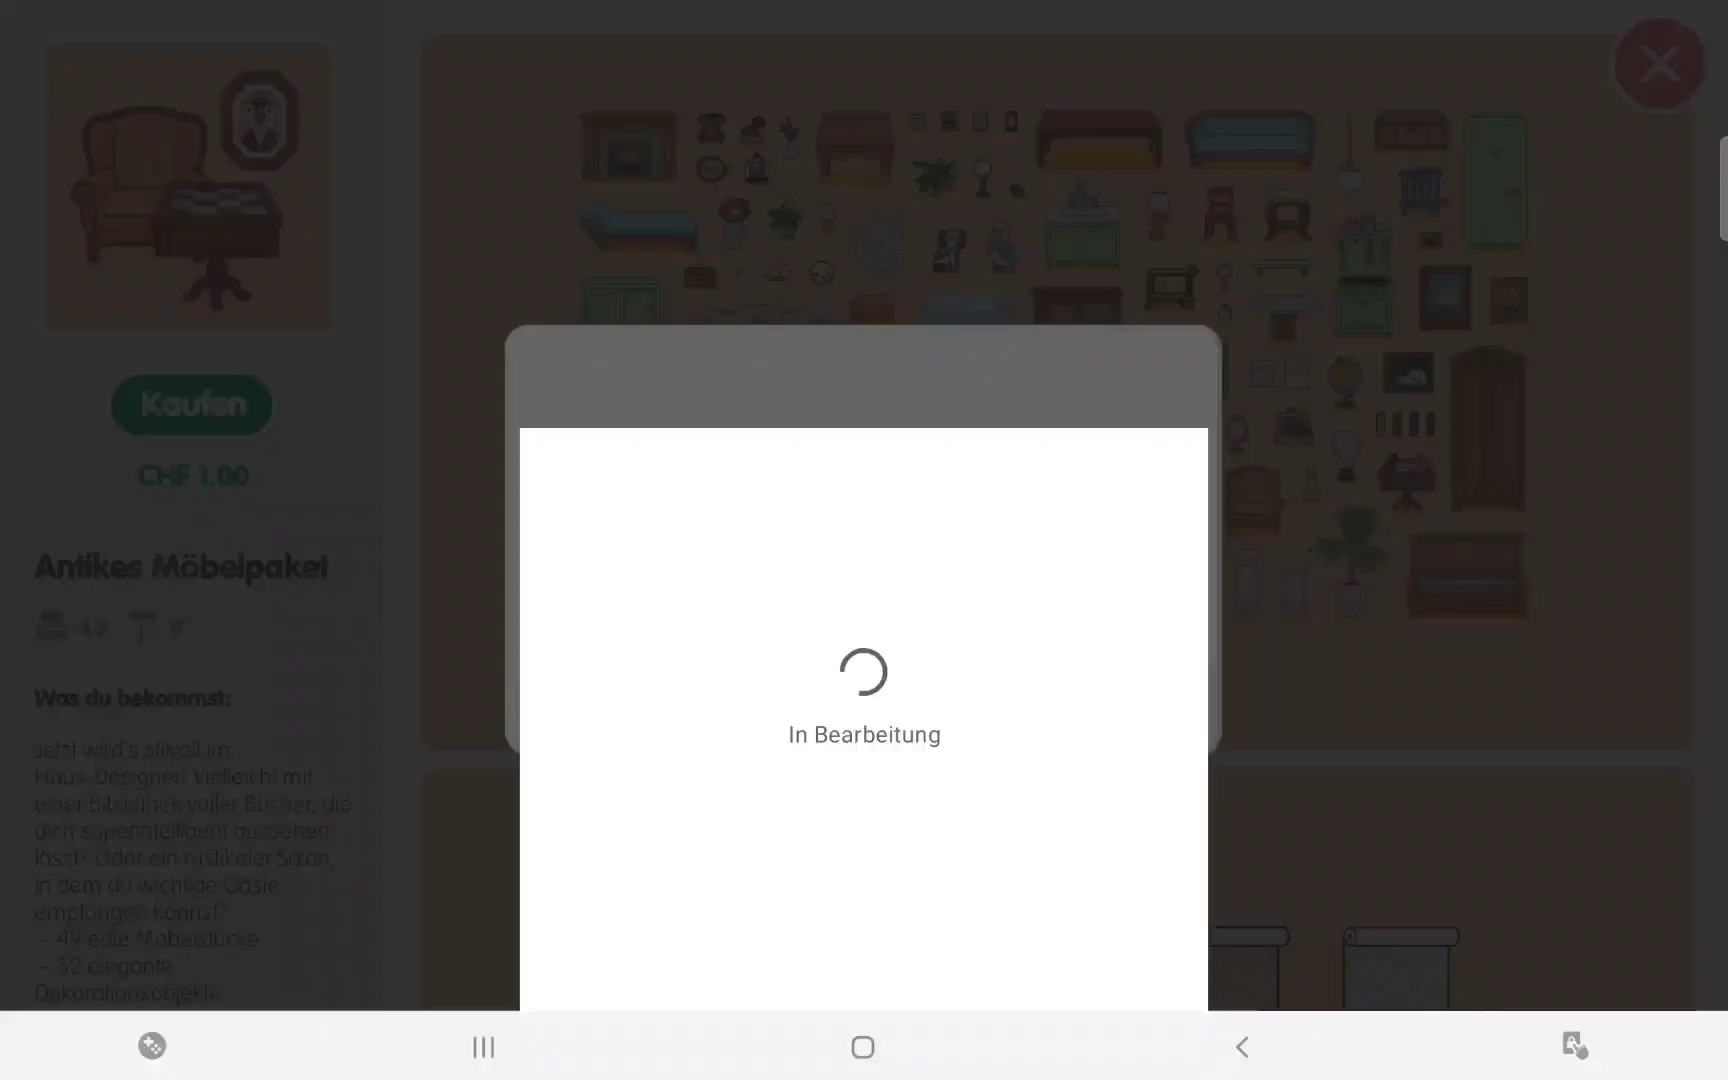 Kaufen
CHF 1.00
Antikes Möbelpaket
49 9
Was du bekommst:
Jetzt wird's stilvoll im
Haus-Designer! Vielleicht mit
einer Bibliothek voller Bücher, die
dich superintelligent aussehen
lässt? Oder ein rustikaler Salon,
in dem du wichtige Gäste
empfangen kannst?
– 49 edle Möbelstücke
– 52 elegante
Dekorationsobjekte
In Bearbeitung